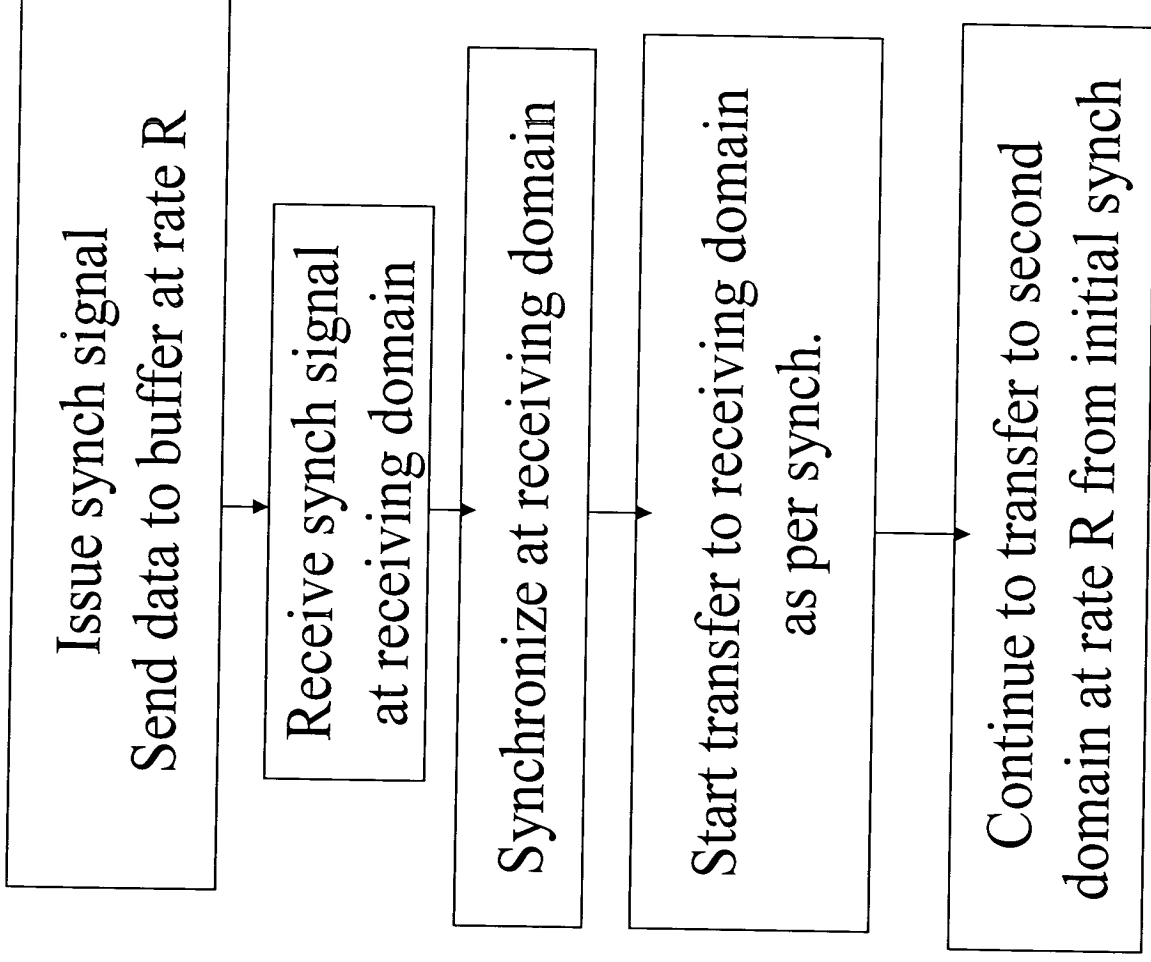 Issue synch signal
Send data to buffer at rate R
Receive synch signal
at receiving domain
Synchronize at receiving domain
Start transfer to receiving domain
as per synch.
Continue to transfer to second
domain at rate R from initial synch